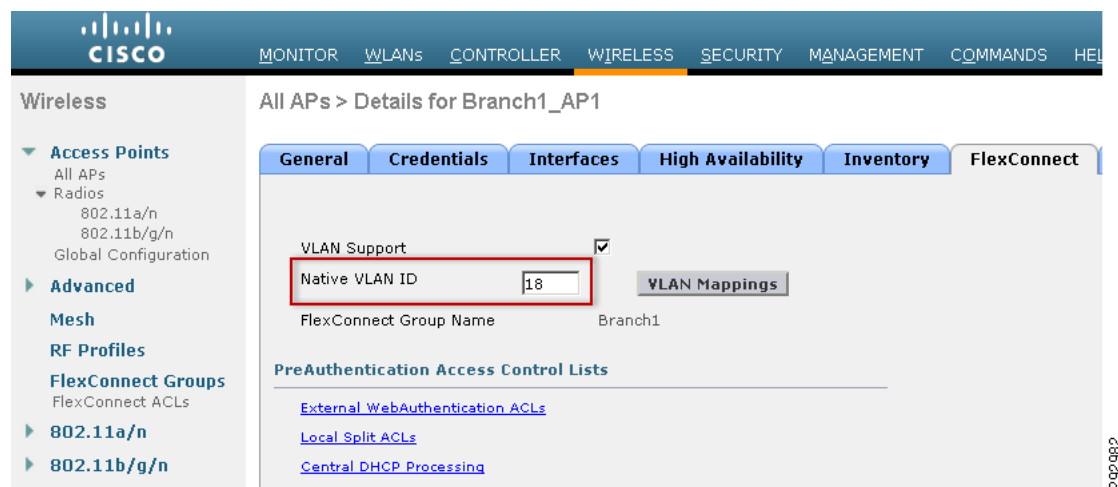 CISCO
MONITOR WLANs CONTROLLER WIRELESS SECURITY MANAGEMENT COMMANDS HEL
Wireless
Access Points
All APs
Radios
802.11a/n
802.11b/g/n
Global Configuration
Advanced
Mesh
RF Profiles
FlexConnect Groups
FlexConnect ACLs
802.11a/n
802.11b/g/n
All APs > Details for Branch1_AP1
General Credentials Interfaces High Availability Inventory FlexConnect
VLAN Support
Native VLAN ID 18 VLAN Mappings
FlexConnect Group Name Branch1
PreAuthentication Access Control Lists
External WebAuthentication ACLs
Local Split ACLs
Central DHCP Processing
292982